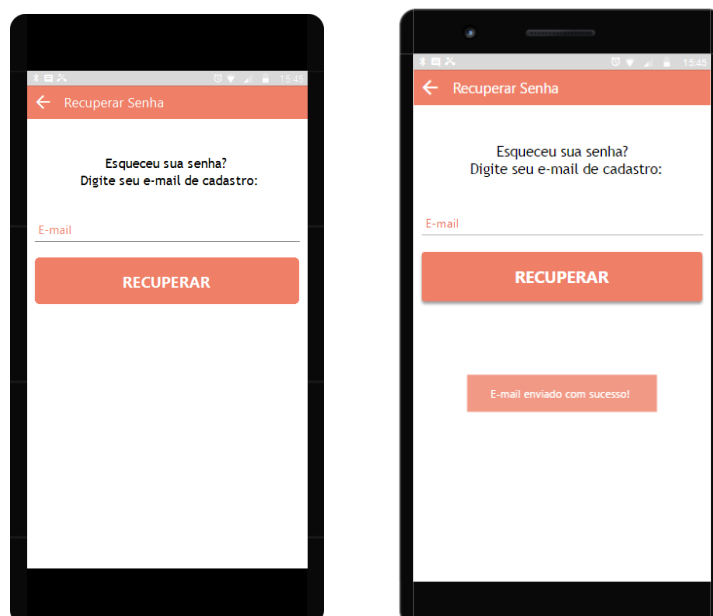 15:45
Recuperar Senha
Esqueceu sua senha?
Digite seu e-mail de cadastro:
E-mail
RECUPERAR
15:45
Recuperar Senha
Esqueceu sua senha?
Digite seu e-mail de cadastro:
E-mail
RECUPERAR
E-mail enviado com sucesso!